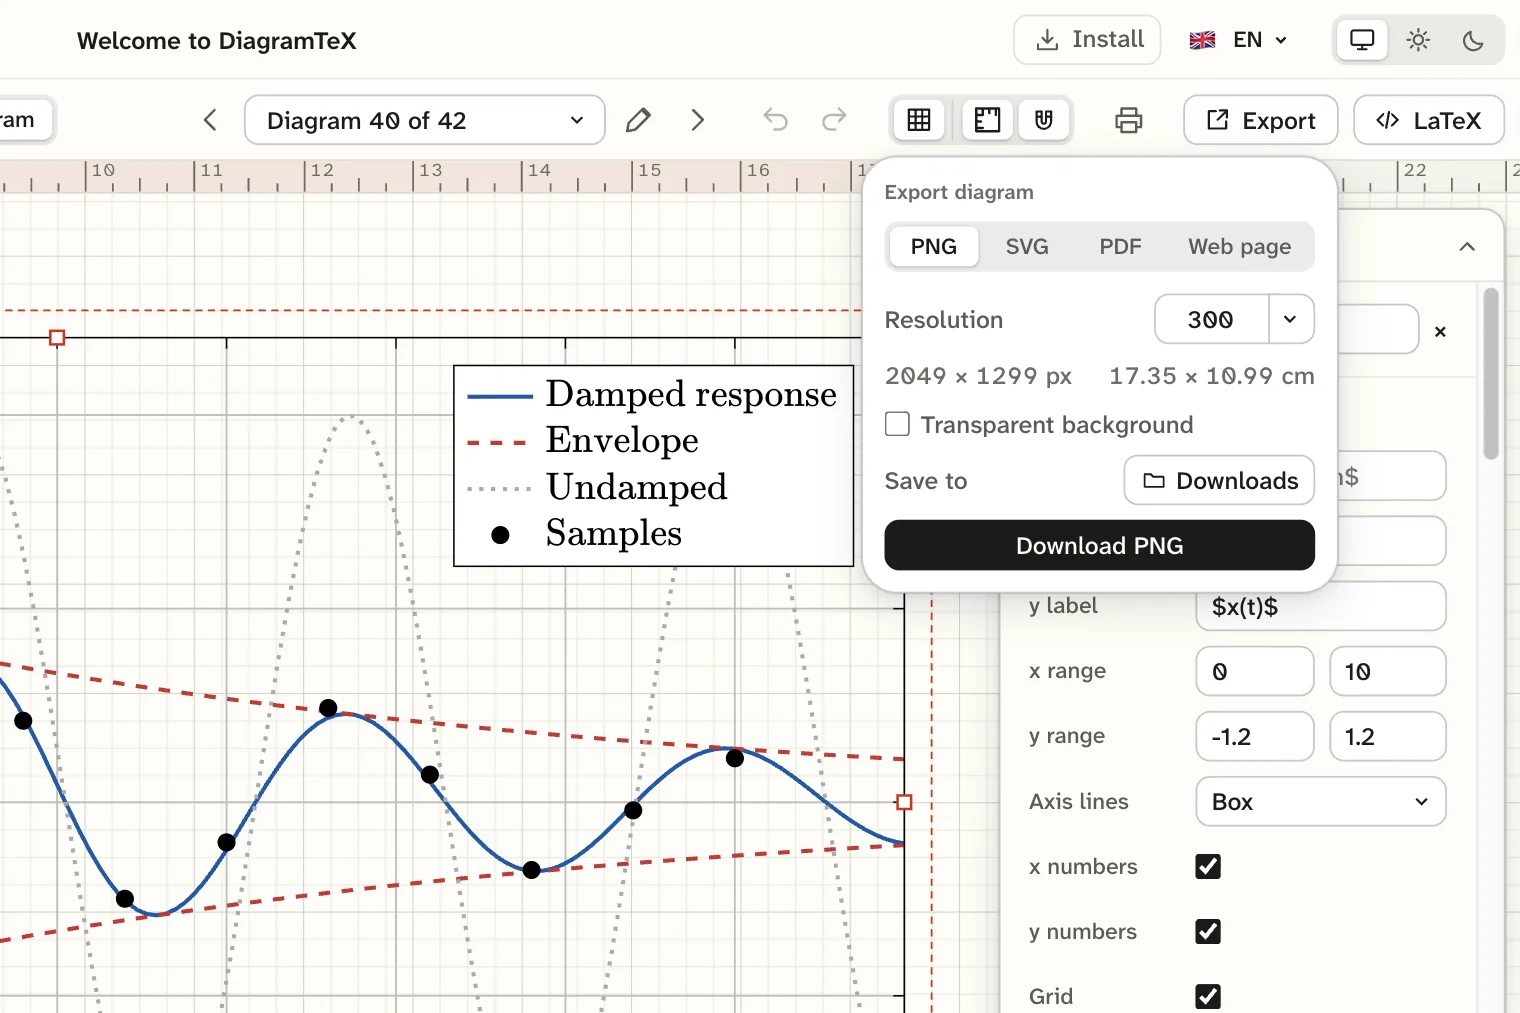 Welcome to DiagramTeX
Install
EN
ram
Diagram 40 of 42
Export
LaTeX
10 11 12 13 14 15 16 22
Export diagram
PNG SVG PDF Web page
Resolution 300
2049 × 1299 px 17.35 × 10.99 cm
Transparent background
Save to Downloads
Download PNG
Damped response
Envelope
Undamped
Samples
y label $x(t)$
x range 0 10
y range -1.2 1.2
Axis lines Box
x numbers
y numbers
Grid